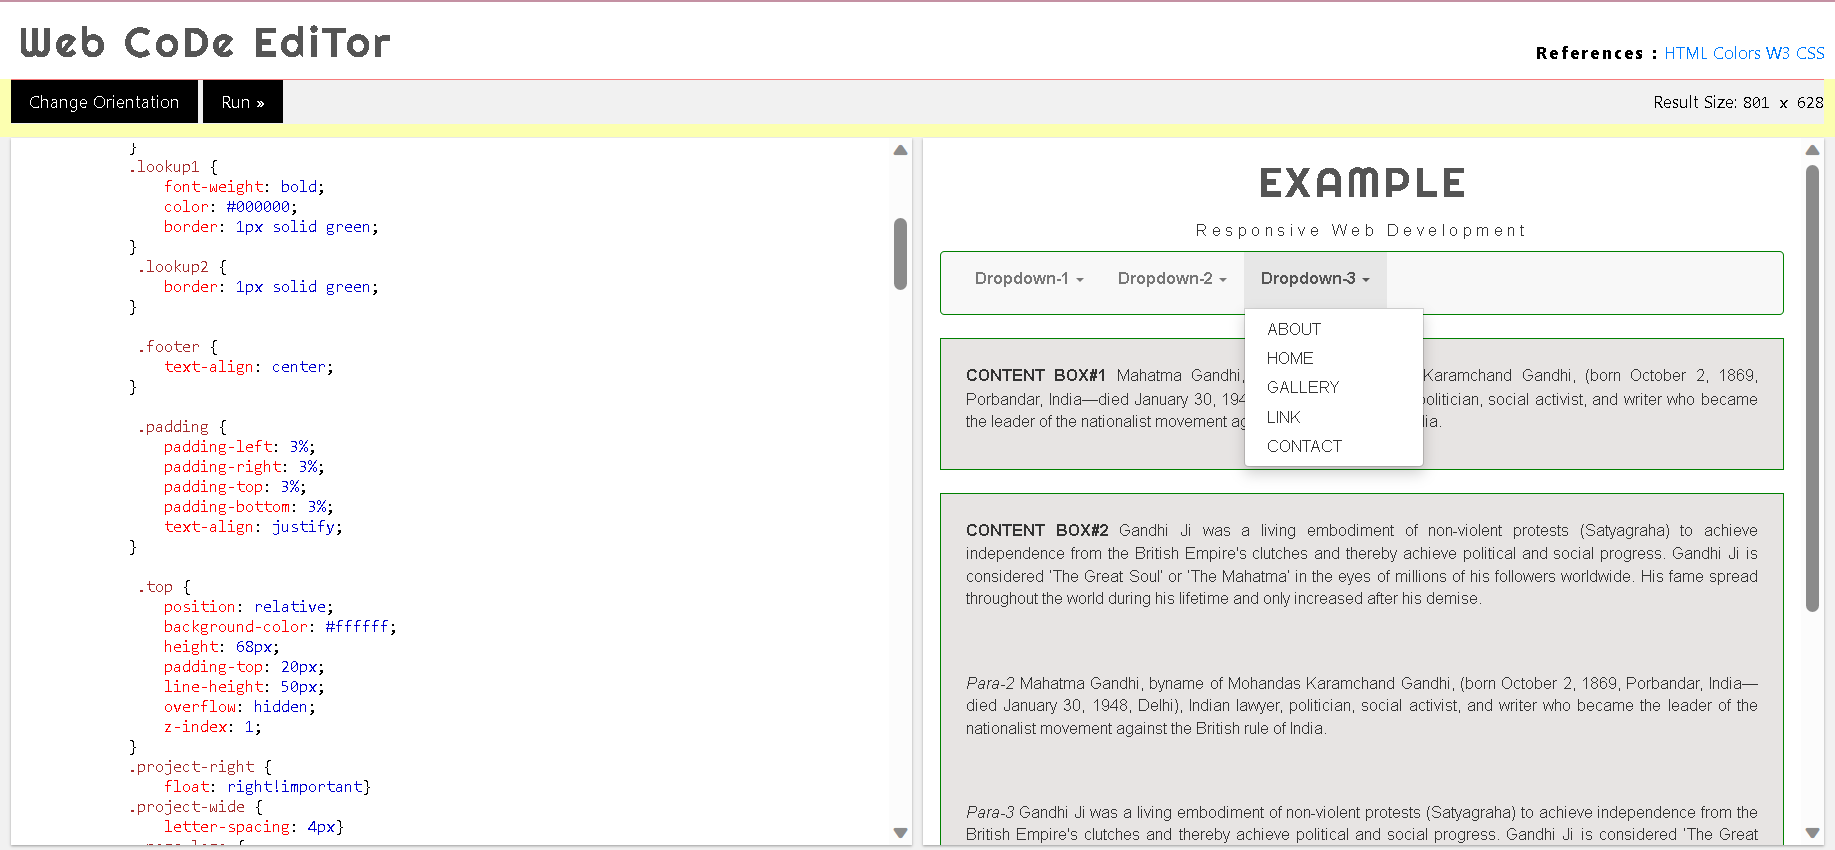 Web CoDe EdiTor
References : HTML Colors W3 CSS
Change Orientation
Run »
Result Size: 801 x 628
}
.lookup1 {
font-weight: bold;
color: #000000;
border: 1px solid green;
}
.lookup2 {
border: 1px solid green;
}
.footer {
text-align: center;
}
.padding {
padding-left: 3%;
padding-right: 3%;
padding-top: 3%;
padding-bottom: 3%;
text-align: justify;
}
.top {
position: relative;
background-color: #ffffff;
height: 68px;
padding-top: 20px;
line-height: 50px;
overflow: hidden;
z-index: 1;
}
.project-right {
float: right!important}
.project-wide {
letter-spacing: 4px}
EXAMPLE
Responsive Web Development
Dropdown-1 Dropdown-2 Dropdown-3
ABOUT
HOME
GALLERY
LINK
CONTACT
CONTENT BOX#1 Mahatma Gandhi, Karamchand Gandhi, (born October 2, 1869,
Porbandar, India—died January 30, 194 politician, social activist, and writer who became
the leader of the nationalist movement ag ia.
CONTENT BOX#2 Gandhi Ji was a living embodiment of non-violent protests (Satyagraha) to achieve
independence from the British Empire's clutches and thereby achieve political and social progress. Gandhi Ji is
considered 'The Great Soul' or 'The Mahatma' in the eyes of millions of his followers worldwide. His fame spread
throughout the world during his lifetime and only increased after his demise.
Para-2 Mahatma Gandhi, byname of Mohandas Karamchand Gandhi, (born October 2, 1869, Porbandar, India—
died January 30, 1948, Delhi), Indian lawyer, politician, social activist, and writer who became the leader of the
nationalist movement against the British rule of India.
Para-3 Gandhi Ji was a living embodiment of non-violent protests (Satyagraha) to achieve independence from the
British Empire's clutches and thereby achieve political and social progress. Gandhi Ji is considered 'The Great